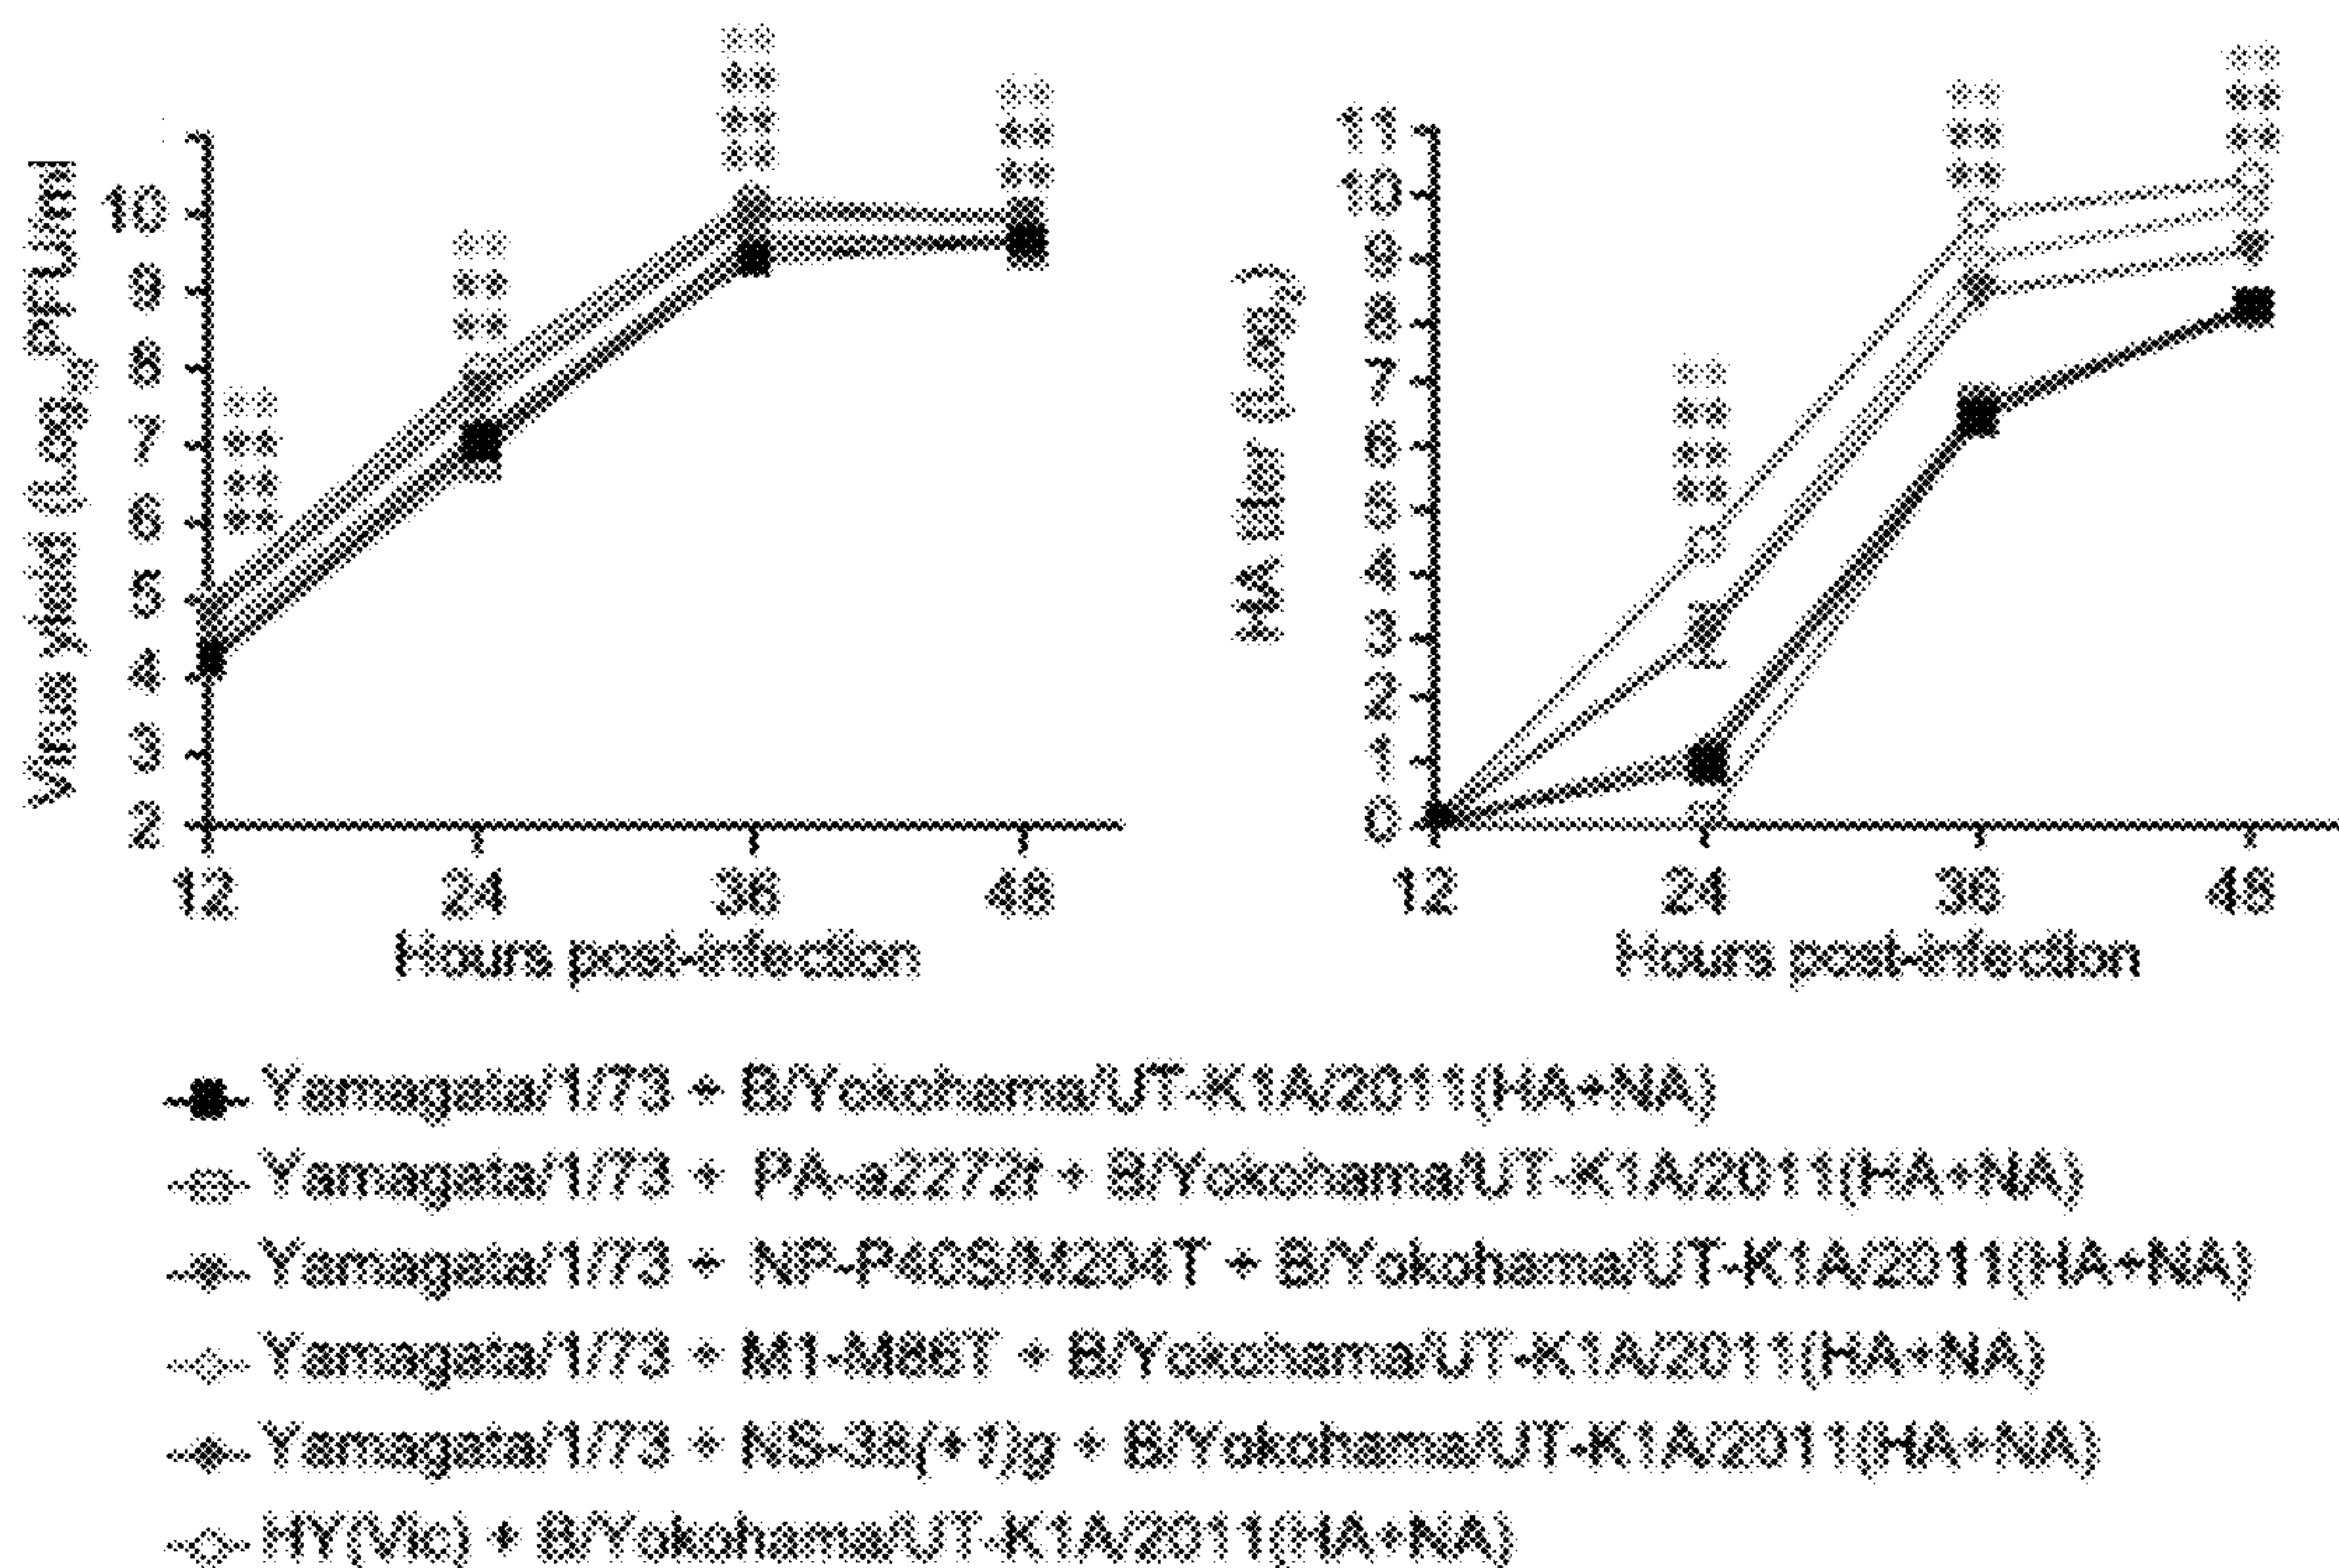 Virus yield (Log10PFU/ml
10
9
8
7
6
5
4
3
2
12 24 36 48
Hours post-infection
HA titer (Log2)
11
10
9
8
7
6
5
4
3
2
1
0
12 24 36 48
Hours post-infection
Yamagata/1/73 + B/Yokohama/UT-K1A/2011(HA+NA)
Yamagata/1/73 + PA-a2272t + B/Yokohama/UT-K1A/2011(HA+NA)
Yamagata/1/73 + NP-P40S/M204T + B/Yokohama/UT-K1A/2011(HA+NA)
Yamagata/1/73 + M1-M86T + B/Yokohama/UT-K1A/2011(HA+NA)
Yamagata/1/73 + NS-38(+1)g + B/Yokohama/UT-K1A/2011(HA+NA)
HY(Vic) + B/Yokohama/UT-K1A/2011(HA+NA)